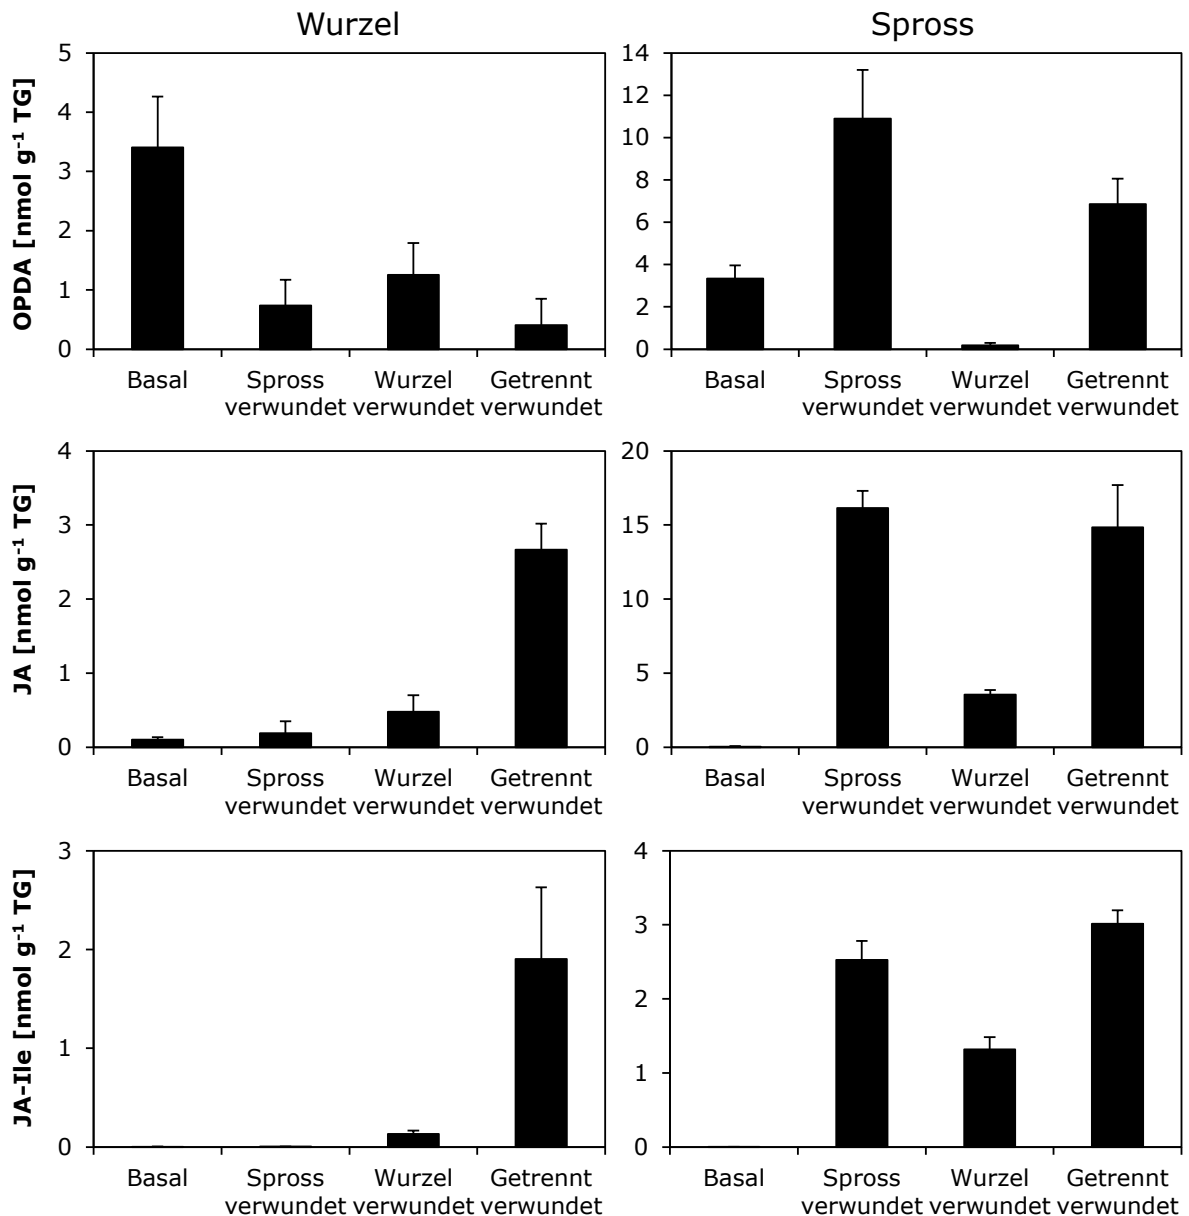 Wurzel
Spross
OPDA [nmol g⁻¹ TG]
5
4
3
2
1
0
Basal Spross Wurzel Getrennt
verwundet verwundet verwundet
14
12
10
8
6
4
2
0
Basal Spross Wurzel Getrennt
verwundet verwundet verwundet
JA [nmol g⁻¹ TG]
4
3
2
1
0
Basal Spross Wurzel Getrennt
verwundet verwundet verwundet
20
15
10
5
0
Basal Spross Wurzel Getrennt
verwundet verwundet verwundet
JA-Ile [nmol g⁻¹ TG]
3
2
1
0
Basal Spross Wurzel Getrennt
verwundet verwundet verwundet
4
3
2
1
0
Basal Spross Wurzel Getrennt
verwundet verwundet verwundet